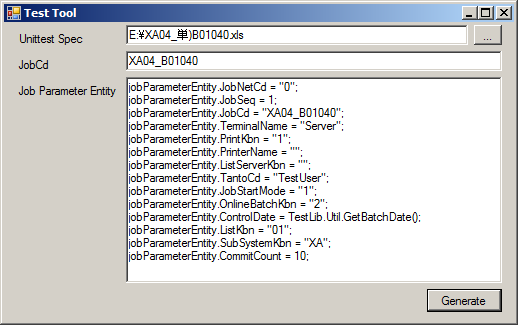 Test Tool
Unittest Spec
E:¥XA04_単)B01040.xls
...
JobCd
XA04_B01040
Job Parameter Entity
jobParameterEntity.JobNetCd = "0";
jobParameterEntity.JobSeq = 1;
jobParameterEntity.JobCd = "XA04_B01040";
jobParameterEntity.TerminalName = "Server";
jobParameterEntity.PrintKbn = "1";
jobParameterEntity.PrinterName = "";
jobParameterEntity.ListServerKbn = "";
jobParameterEntity.TantoCd = "TestUser";
jobParameterEntity.JobStartMode = "1";
jobParameterEntity.OnlineBatchKbn = "2";
jobParameterEntity.ControlDate = TestLib.Util.GetBatchDate();
jobParameterEntity.ListKbn = "01";
jobParameterEntity.SubSystemKbn = "XA";
jobParameterEntity.CommitCount = 10;
Generate